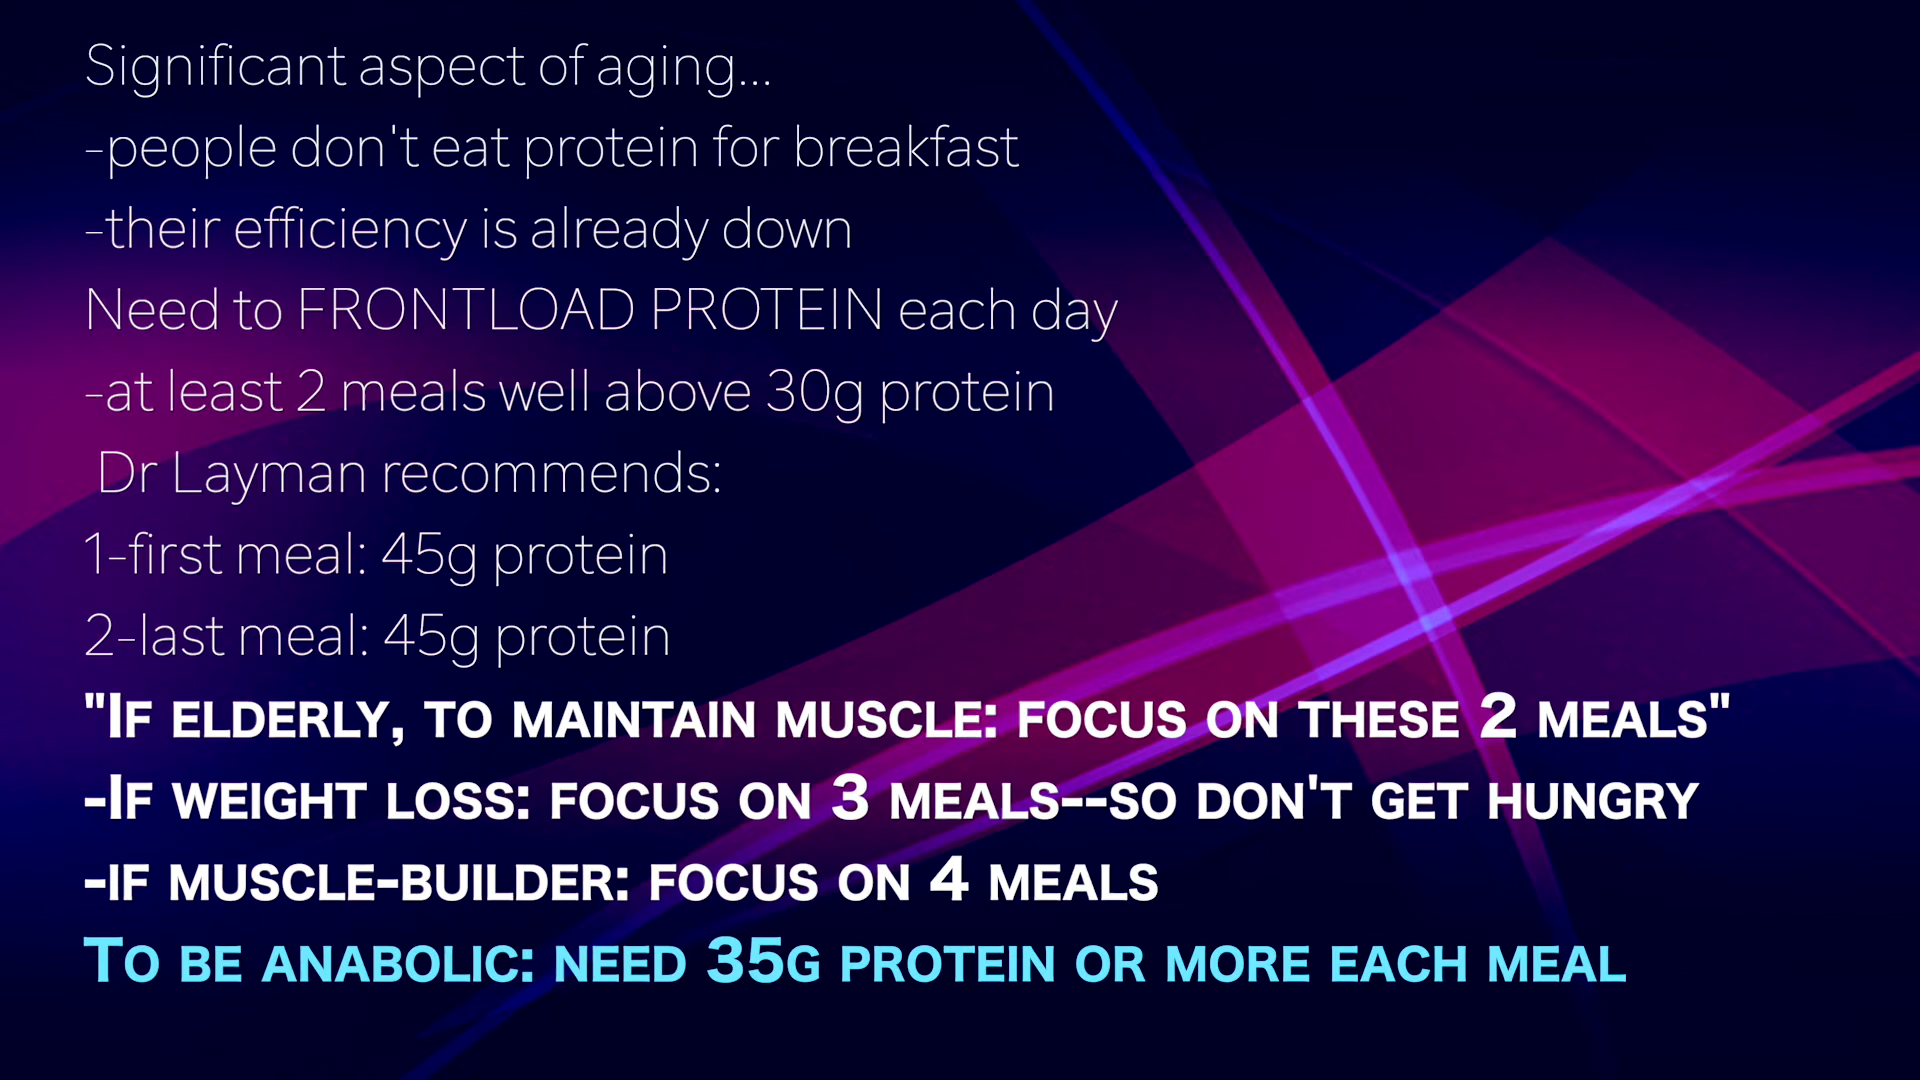 Significant aspect of aging...
-people don't eat protein for breakfast
-their efficiency is already down
Need to FRONTLOAD PROTEIN each day
-at least 2 meals well above 30g protein
Dr Layman recommends:
1-first meal: 45g protein
2-last meal: 45g protein
"If elderly, to maintain muscle: focus on these 2 meals"
-If weight loss: focus on 3 meals--so don't get hungry
-if muscle-builder: focus on 4 meals
To be anabolic: need 35g protein or more each meal